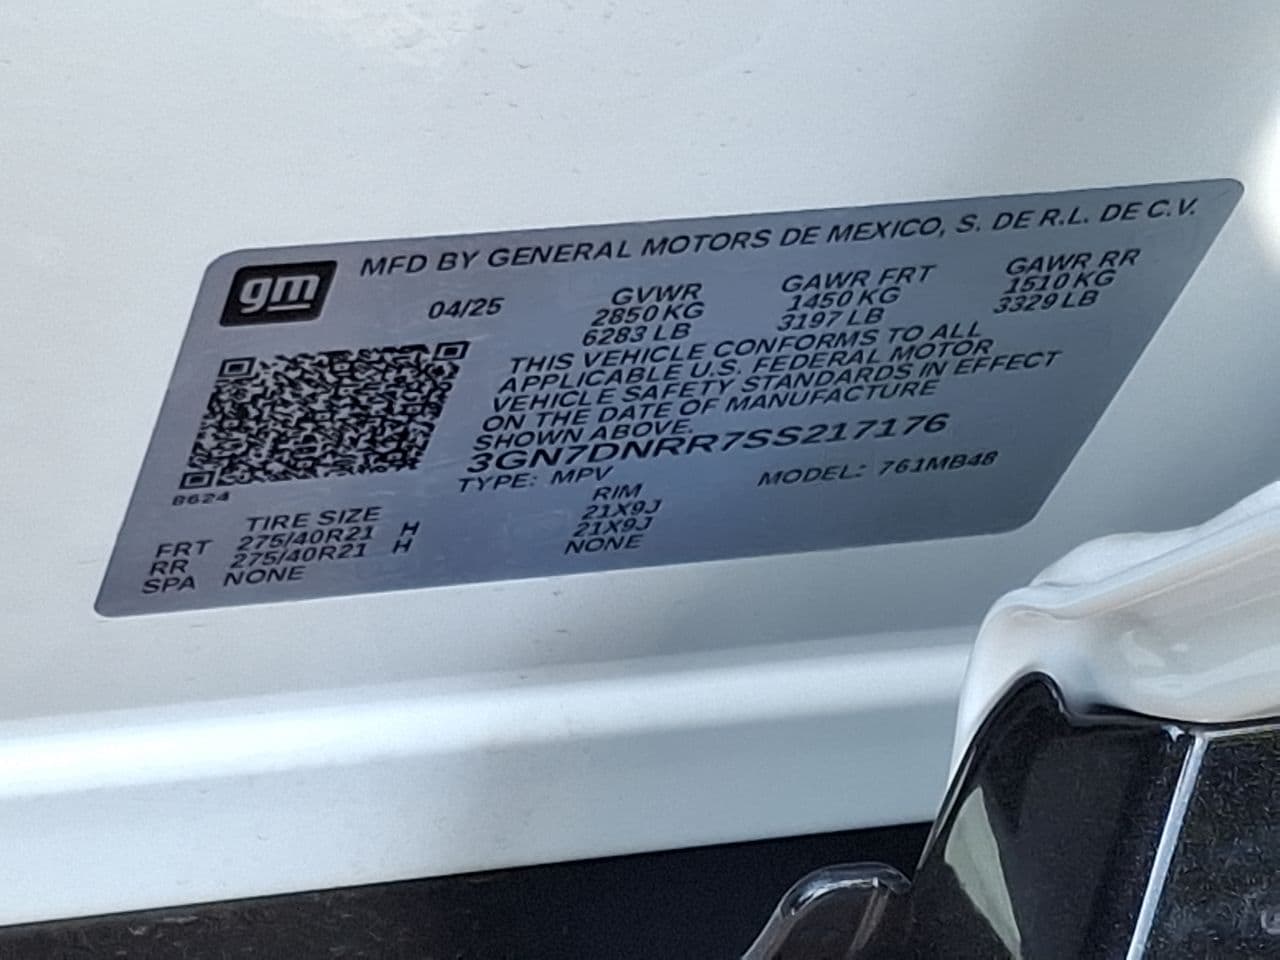 gm
MFD BY GENERAL MOTORS DE MEXICO, S. DE R.L. DE C.V.
04/25 GVWR GAWR FRT GAWR RR
2850 KG 1450 KG 1510 KG
6283 LB 3197 LB 3329 LB
THIS VEHICLE CONFORMS TO ALL
APPLICABLE U.S. FEDERAL MOTOR
VEHICLE SAFETY STANDARDS IN EFFECT
ON THE DATE OF MANUFACTURE
SHOWN ABOVE.
3GN7DNRR7SS217176
TYPE: MPV MODEL: 761MB48
8624
TIRE SIZE RIM
FRT 275/40R21 H 21X9J
RR 275/40R21 H 21X9J
SPA NONE NONE